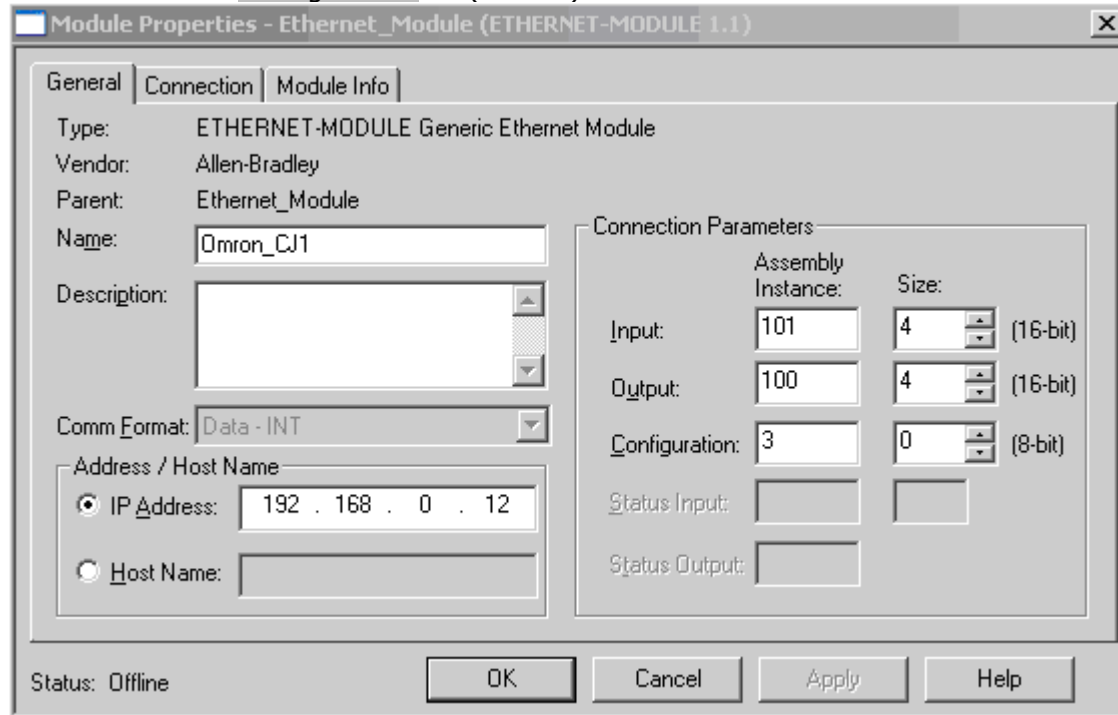 Module Properties - Ethernet_Module (ETHERNET-MODULE 1.1)
General Connection Module Info
Type: ETHERNET-MODULE Generic Ethernet Module
Vendor: Allen-Bradley
Parent: Ethernet_Module
Name: Omron_CJ1
Description:
Comm Format: Data - INT
Address / Host Name
IP Address: 192 . 168 . 0 . 12
Host Name:
Connection Parameters
Assembly Instance: Size:
Input: 101 4 (16-bit)
Output: 100 4 (16-bit)
Configuration: 3 0 (8-bit)
Status Input:
Status Output:
Status: Offline
OK Cancel Apply Help